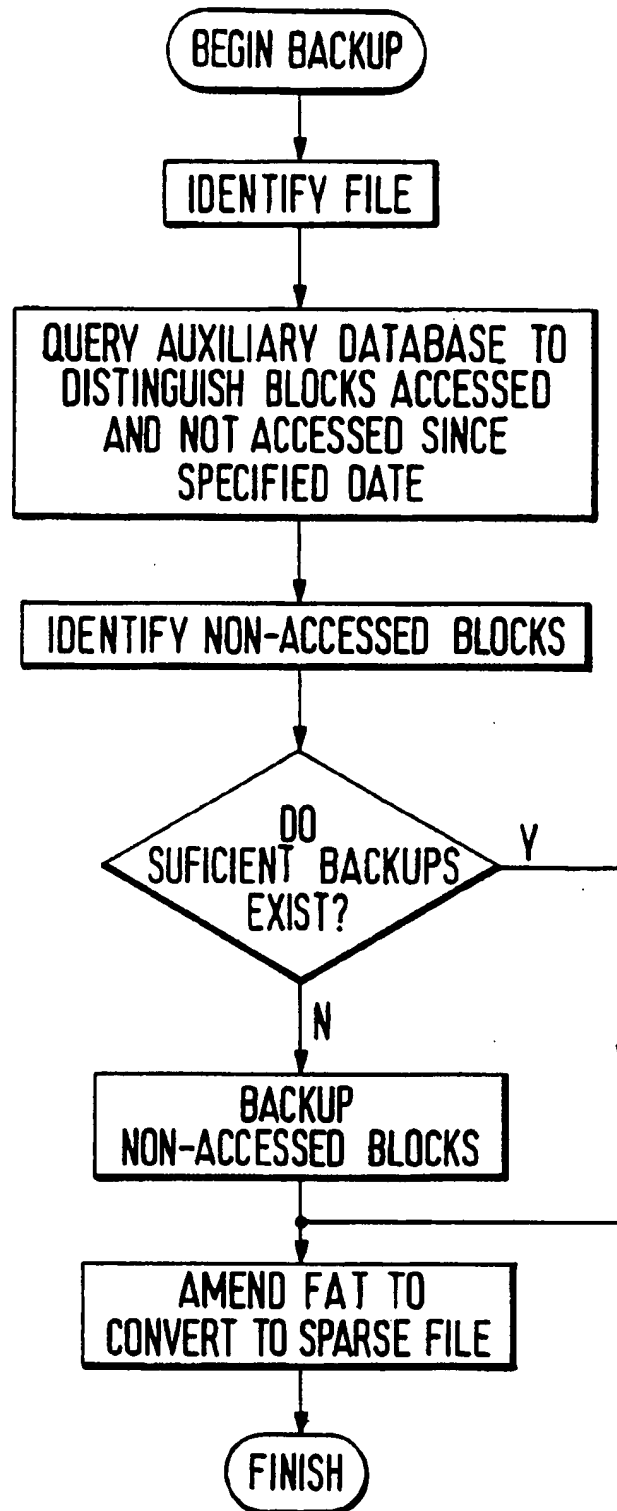 BEGIN BACKUP
IDENTIFY FILE
QUERY AUXILIARY DATABASE TO
DISTINGUISH BLOCKS ACCESSED
AND NOT ACCESSED SINCE
SPECIFIED DATE
IDENTIFY NON-ACCESSED BLOCKS
DO
SUFICIENT BACKUPS
EXIST?
Y
N
BACKUP
NON-ACCESSED BLOCKS
AMEND FAT TO
CONVERT TO SPARSE FILE
FINISH